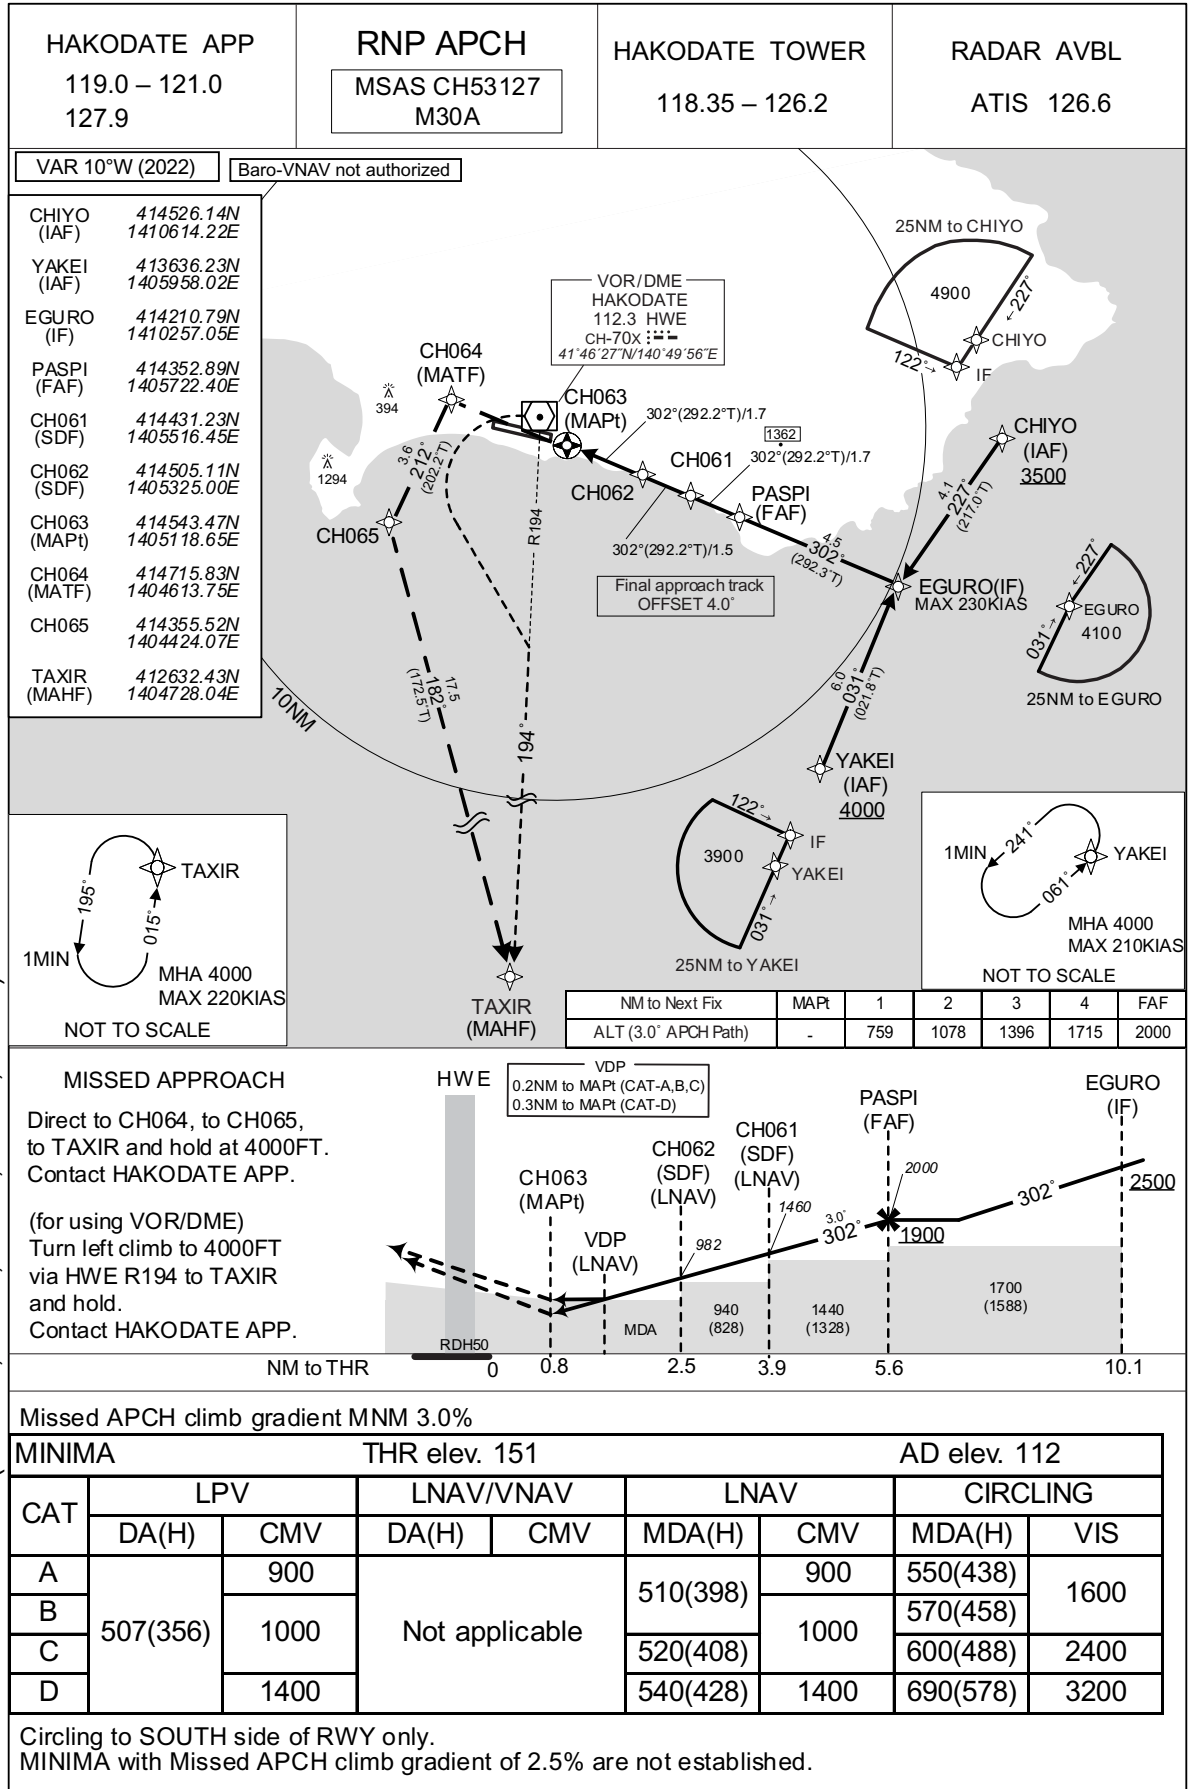 HAKODATE APP
119.0 – 121.0
127.9
RNP APCH
MSAS CH53127
M30A
HAKODATE TOWER
118.35 – 126.2
RADAR AVBL
ATIS 126.6
VAR 10°W (2022)
Baro-VNAV not authorized
CHIYO 414526.14N
(IAF) 1410614.22E
YAKEI 413636.23N
(IAF) 1405958.02E
EGURO 414210.79N
(IF) 1410257.05E
PASPI 414352.89N
(FAF) 1405722.40E
CH061 414431.23N
(SDF) 1405516.45E
CH062 414505.11N
(SDF) 1405325.00E
CH063 414543.47N
(MAPt) 1405118.65E
CH064 414715.83N
(MATF) 1404613.75E
CH065 414355.52N
1404424.07E
TAXIR 412632.43N
(MAHF) 1404728.04E
25NM to CHIYO
4900
←227°
CHIYO
122°→
IF
VOR/DME
HAKODATE
112.3 HWE
CH-70X
41°46′27″N/140°49′56″E
CH064
(MATF)
394
1294
CH063
(MAPt)
302°(292.2°T)/1.7
1362
302°(292.2°T)/1.7
CH061
CH062
PASPI
(FAF)
CHIYO
(IAF)
3500
4.1
227°
(217.0°T)
3.6
212°
(202.2°T)
CH065
R194
302°(292.2°T)/1.5
4.5
302°
(292.3°T)
Final approach track
OFFSET 4.0°
EGURO(IF)
MAX 230KIAS
←227°
EGURO
4100
031°→
25NM to EGURO
17.5
182°
(172.5°T)
6.0
031°
(021.8°T)
10NM
194°
YAKEI
(IAF)
4000
122°→
3900
IF
YAKEI
031°→
25NM to YAKEI
TAXIR
195°
015°
1MIN
MHA 4000
MAX 220KIAS
NOT TO SCALE
1MIN
241°
061°
YAKEI
MHA 4000
MAX 210KIAS
NOT TO SCALE
TAXIR
(MAHF)
NM to Next Fix MAPt 1 2 3 4 FAF
ALT (3.0° APCH Path) - 759 1078 1396 1715 2000
MISSED APPROACH
Direct to CH064, to CH065,
to TAXIR and hold at 4000FT.
Contact HAKODATE APP.
(for using VOR/DME)
Turn left climb to 4000FT
via HWE R194 to TAXIR
and hold.
Contact HAKODATE APP.
HWE
VDP
0.2NM to MAPt (CAT-A,B,C)
0.3NM to MAPt (CAT-D)
CH063
(MAPt)
VDP
(LNAV)
CH062
(SDF)
(LNAV)
CH061
(SDF)
(LNAV)
PASPI
(FAF)
EGURO
(IF)
982
1460
3.0°
302°
2000
1900
302°
2500
MDA
940
(828)
1440
(1328)
1700
(1588)
RDH50
NM to THR 0 0.8 2.5 3.9 5.6 10.1
Missed APCH climb gradient MNM 3.0%
MINIMA THR elev. 151 AD elev. 112
CAT LPV LNAV/VNAV LNAV CIRCLING
DA(H) CMV DA(H) CMV MDA(H) CMV MDA(H) VIS
A 507(356) 900 Not applicable 510(398) 900 550(438) 1600
B 1000 1000 570(458)
C 520(408) 600(488) 2400
D 1400 540(428) 1400 690(578) 3200
Circling to SOUTH side of RWY only.
MINIMA with Missed APCH climb gradient of 2.5% are not established.